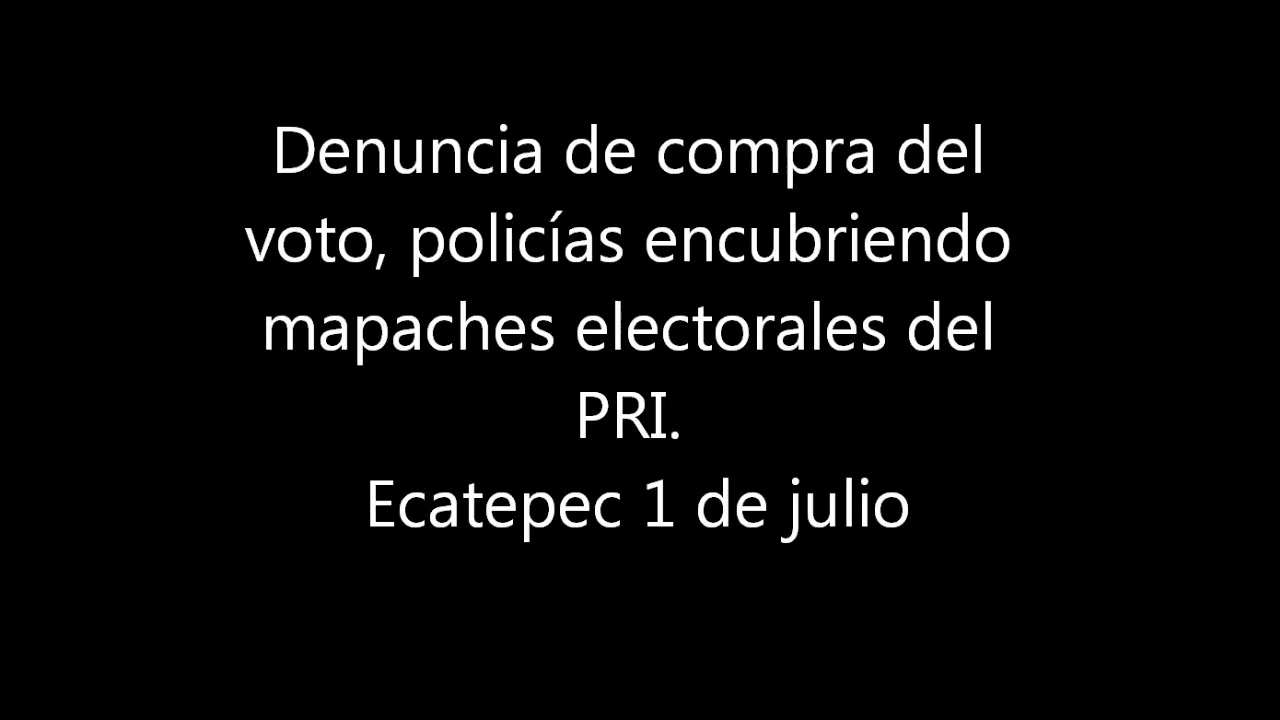 Denuncia de compra del
voto, policías encubriendo
mapaches electorales del
PRI.
Ecatepec 1 de julio